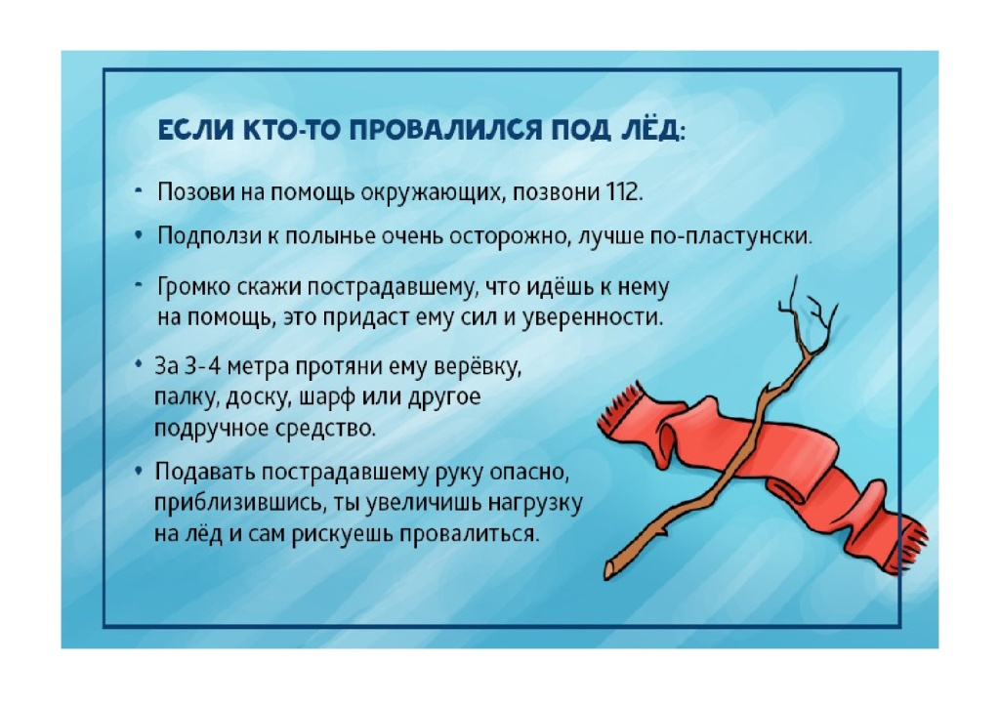 ЕСЛИ КТО-ТО ПРОВАЛИЛСЯ ПОД ЛЁД:
- Позови на помощь окружающих, позвони 112.
• Подползи к полынье очень осторожно, лучше по-пластунски.
- Громко скажи пострадавшему, что идёшь к нему
на помощь, это придаст ему сил и уверенности.
• За 3-4 метра протяни ему верёвку,
палку, доску, шарф или другое
подручное средство.
• Подавать пострадавшему руку опасно,
приблизившись, ты увеличишь нагрузку
на лёд и сам рискуешь провалиться.